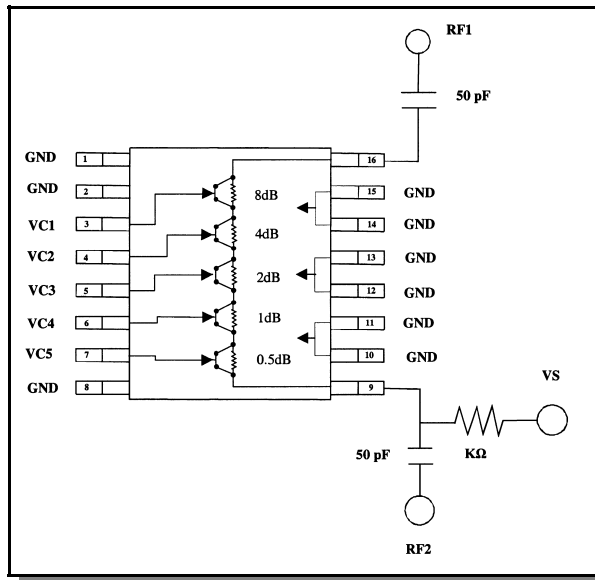 RF1
50 pF
GND 1
16
GND 2
8dB
15 GND
VC1 3
14 GND
VC2 4
4dB
13 GND
VC3 5
2dB
12 GND
VC4 6
1dB
11 GND
VC5 7
0.5dB
10 GND
GND 8
9
VS
50 pF
KΩ
RF2